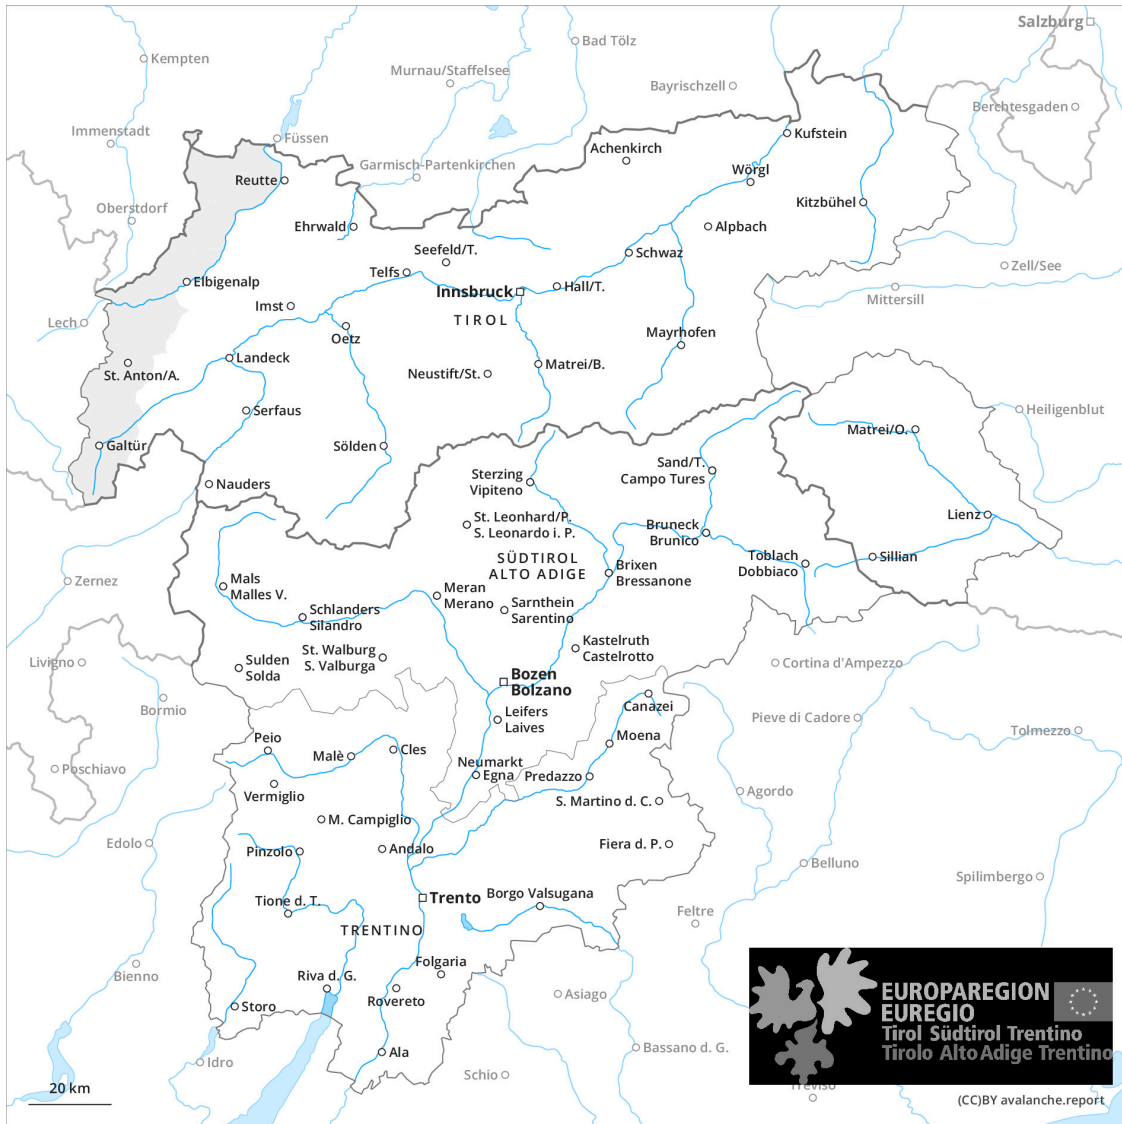 Salzburg
Bad Tölz
Kempten
Murnau/Staffelsee
Bayrischzell
Berchtesgaden
Immenstadt
Füssen
Kufstein
Achenkirch
Garmisch-Partenkirchen
Wörgl
Reutte
Kitzbühel
Oberstdorf
Ehrwald
Alpbach
Seefeld/T.
Schwaz
Zell/See
Telfs
Elbigenalp
Hall/T.
Innsbruck
Mittersill
Imst
TIROL
Lech
Mayrhofen
Oetz
Landeck
Matrei/B.
St. Anton/A.
Neustift/St.
Serfaus
Heiligenblut
Matrei/O.
Galtür
Sölden
Sand/T.
Campo Tures
Sterzing
Vipiteno
Nauders
Lienz
St. Leonhard/P.
S. Leonardo i. P.
Bruneck
Brunico
SÜDTIROL
ALTO ADIGE
Toblach
Dobbiaco
Sillian
Brixen
Bressanone
Zernez
Mals
Malles V.
Meran
Merano
Sarnthein
Sarentino
Schlanders
Silandro
Kastelruth
Castelrotto
St. Walburg
S. Valburga
Livigno
Sulden
Solda
Cortina d'Ampezzo
Bozen
Bolzano
Bormio
Canazei
Leifers
Laives
Pieve di Cadore
Tolmezzo
Moena
Peio
Malè
Cles
Neumarkt
Egna
Poschiavo
Predazzo
Vermiglio
Agordo
S. Martino d. C.
M. Campiglio
Edolo
Pinzolo
Andalo
Fiera d. P.
Belluno
Spilimbergo
Borgo Valsugana
Trento
Tione d. T.
Feltre
TRENTINO
Folgaria
Bienno
Riva d. G.
Rovereto
Asiago
Storo
EUROPAREGION
EUREGIO
Tirol Südtirol Trentino
Tirolo Alto Adige Trentino
Bassano d. G.
Ala
Idro
Schio
Treviso
20 km
(CC)BY avalanche.report